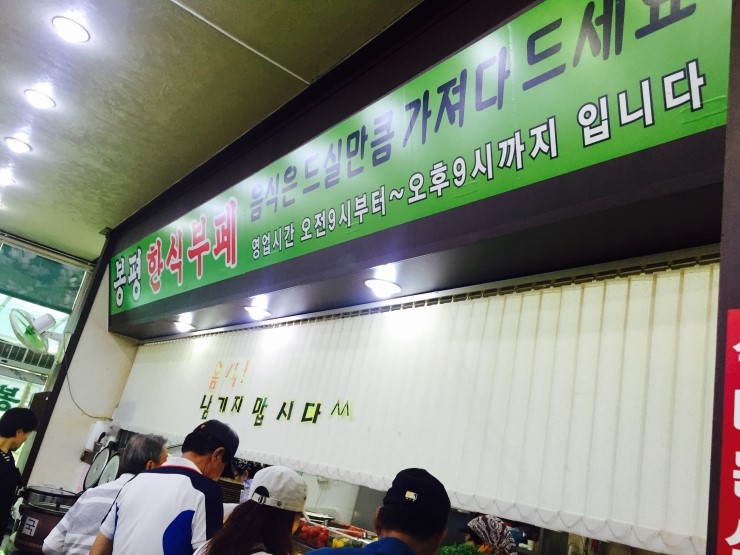 봉평 한식부페 음식은 드실만큼 가져다 드세요
영업시간 오전9시부터~오후9시까지 입니다
음식!
남기지 맙시다^^
봉
국